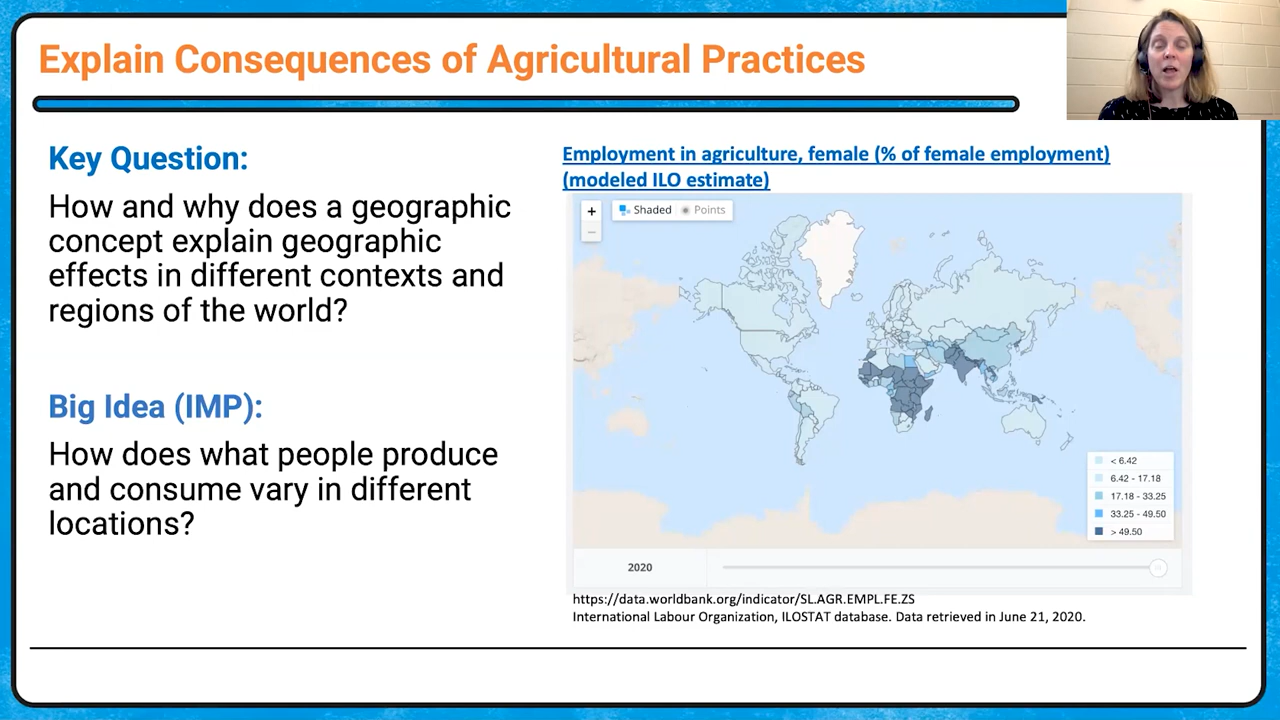 Explain Consequences of Agricultural Practices
Key Question:
How and why does a geographic
concept explain geographic
effects in different contexts and
regions of the world?
Big Idea (IMP):
How does what people produce
and consume vary in different
locations?
Employment in agriculture, female (% of female employment)
(modeled ILO estimate)
+
Shaded Points
−
< 6.42
6.42 - 17.18
17.18 - 33.25
33.25 - 49.50
> 49.50
2020
https://data.worldbank.org/indicator/SL.AGR.EMPL.FE.ZS
International Labour Organization, ILOSTAT database. Data retrieved in June 21, 2020.